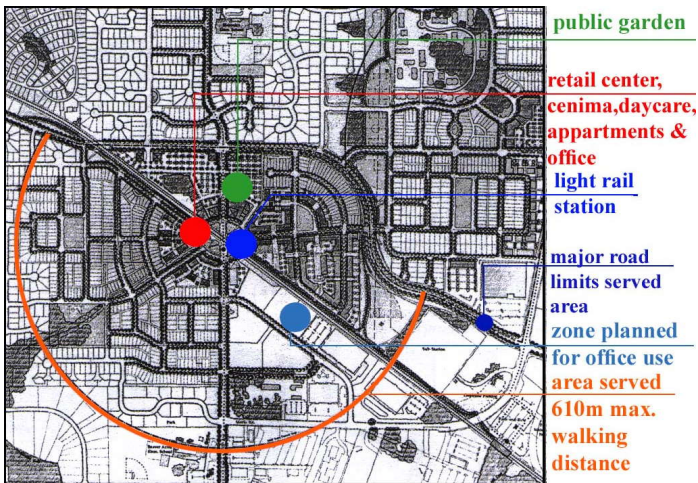 public garden
retail center,
cenima,daycare,
appartments &
office
light rail
station
major road
limits served
area
zone planned
for office use
area served
610m max.
walking
distance
Park